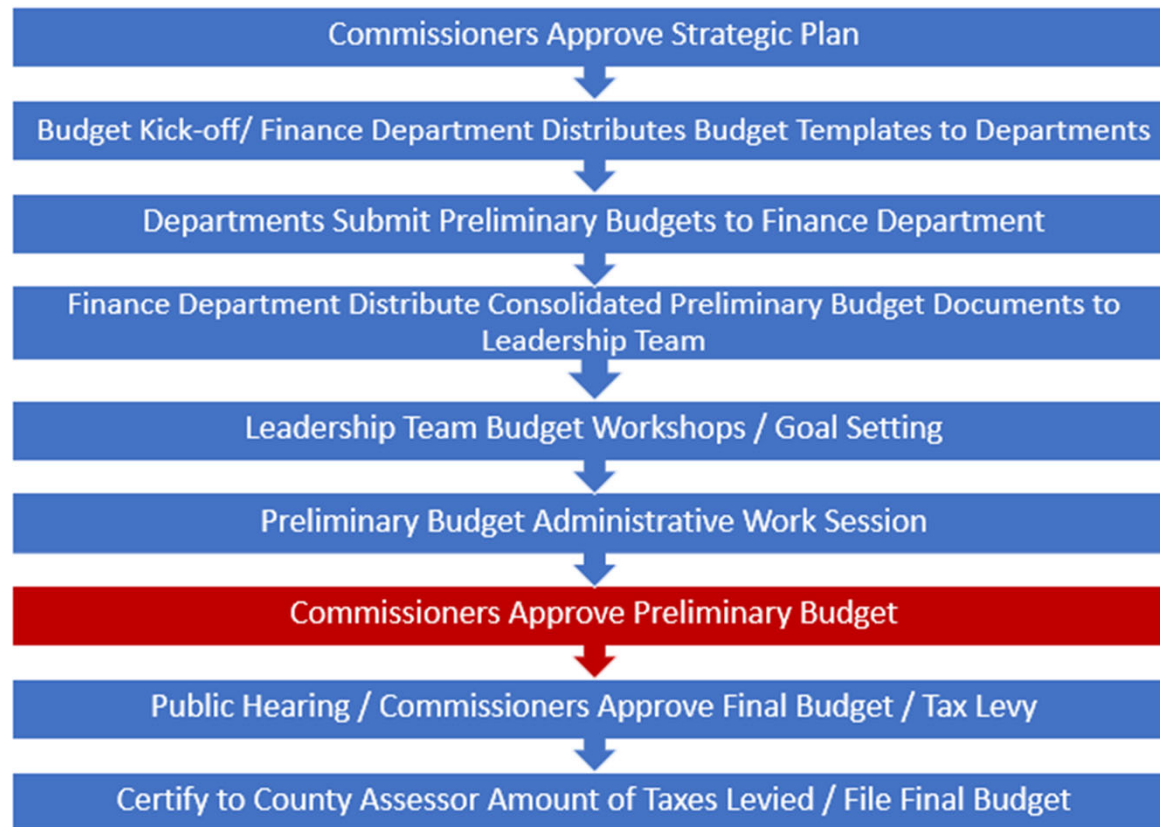 Commissioners Approve Strategic Plan
Budget Kick-off/ Finance Department Distributes Budget Templates to Departments
Departments Submit Preliminary Budgets to Finance Department
Finance Department Distribute Consolidated Preliminary Budget Documents to
Leadership Team
Leadership Team Budget Workshops / Goal Setting
Preliminary Budget Administrative Work Session
Commissioners Approve Preliminary Budget
Public Hearing / Commissioners Approve Final Budget / Tax Levy
Certify to County Assessor Amount of Taxes Levied / File Final Budget